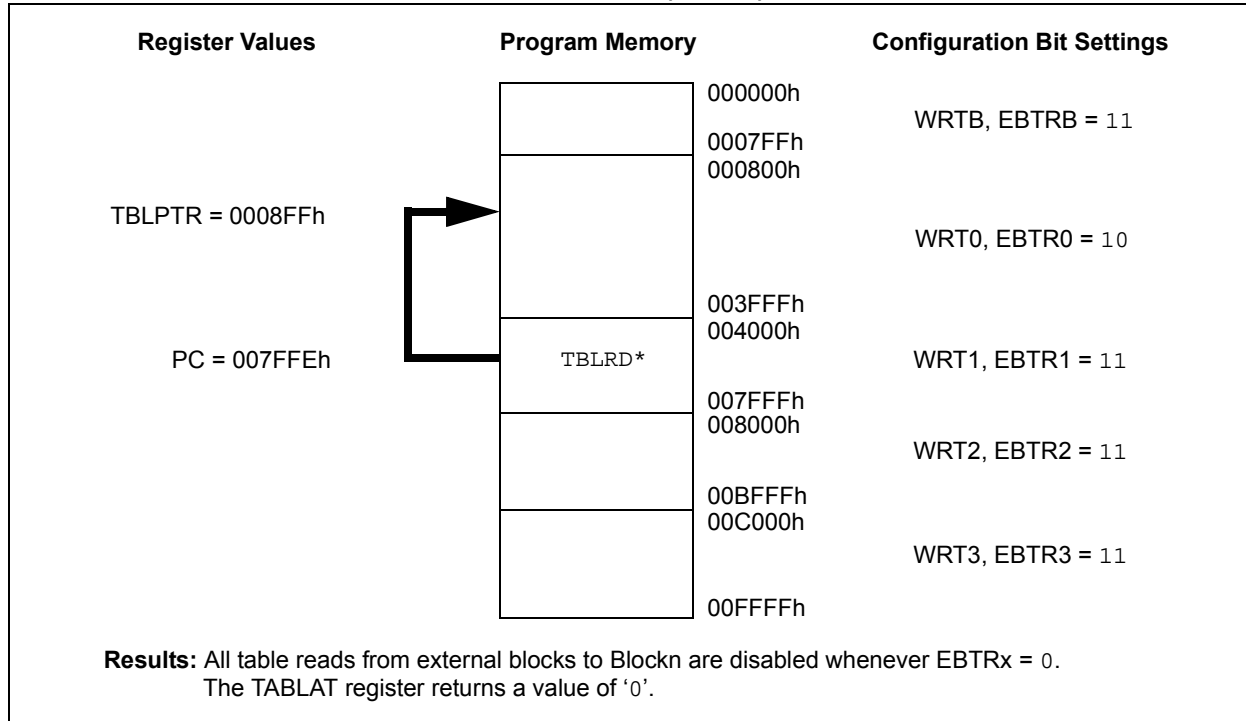 Register Values Program Memory Configuration Bit Settings
000000h
WRTB, EBTRB = 11
0007FFh
000800h
TBLPTR = 0008FFh
WRT0, EBTR0 = 10
003FFFh
004000h
PC = 007FFEh TBLRD* WRT1, EBTR1 = 11
007FFFh
008000h
WRT2, EBTR2 = 11
00BFFFh
00C000h
WRT3, EBTR3 = 11
00FFFFh
Results: All table reads from external blocks to Blockn are disabled whenever EBTRx = 0.
The TABLAT register returns a value of ‘0’.